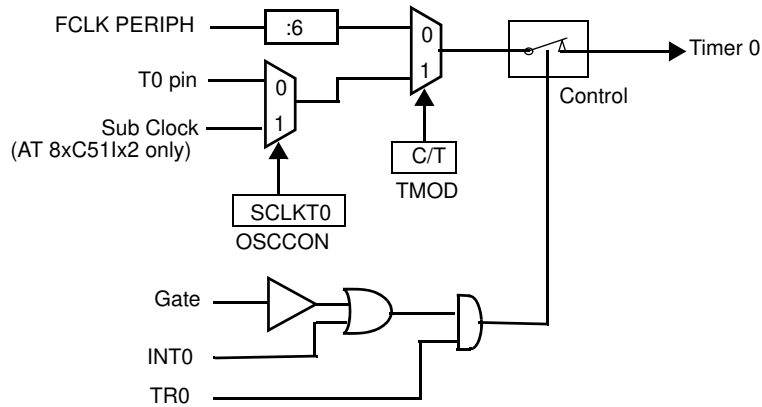 FCLK PERIPH
:6
0
1
Timer 0
Control
T0 pin
0
Sub Clock
1
(AT 8xC51Ix2 only)
C/T
TMOD
SCLKT0
OSCCON
Gate
INT0
TR0